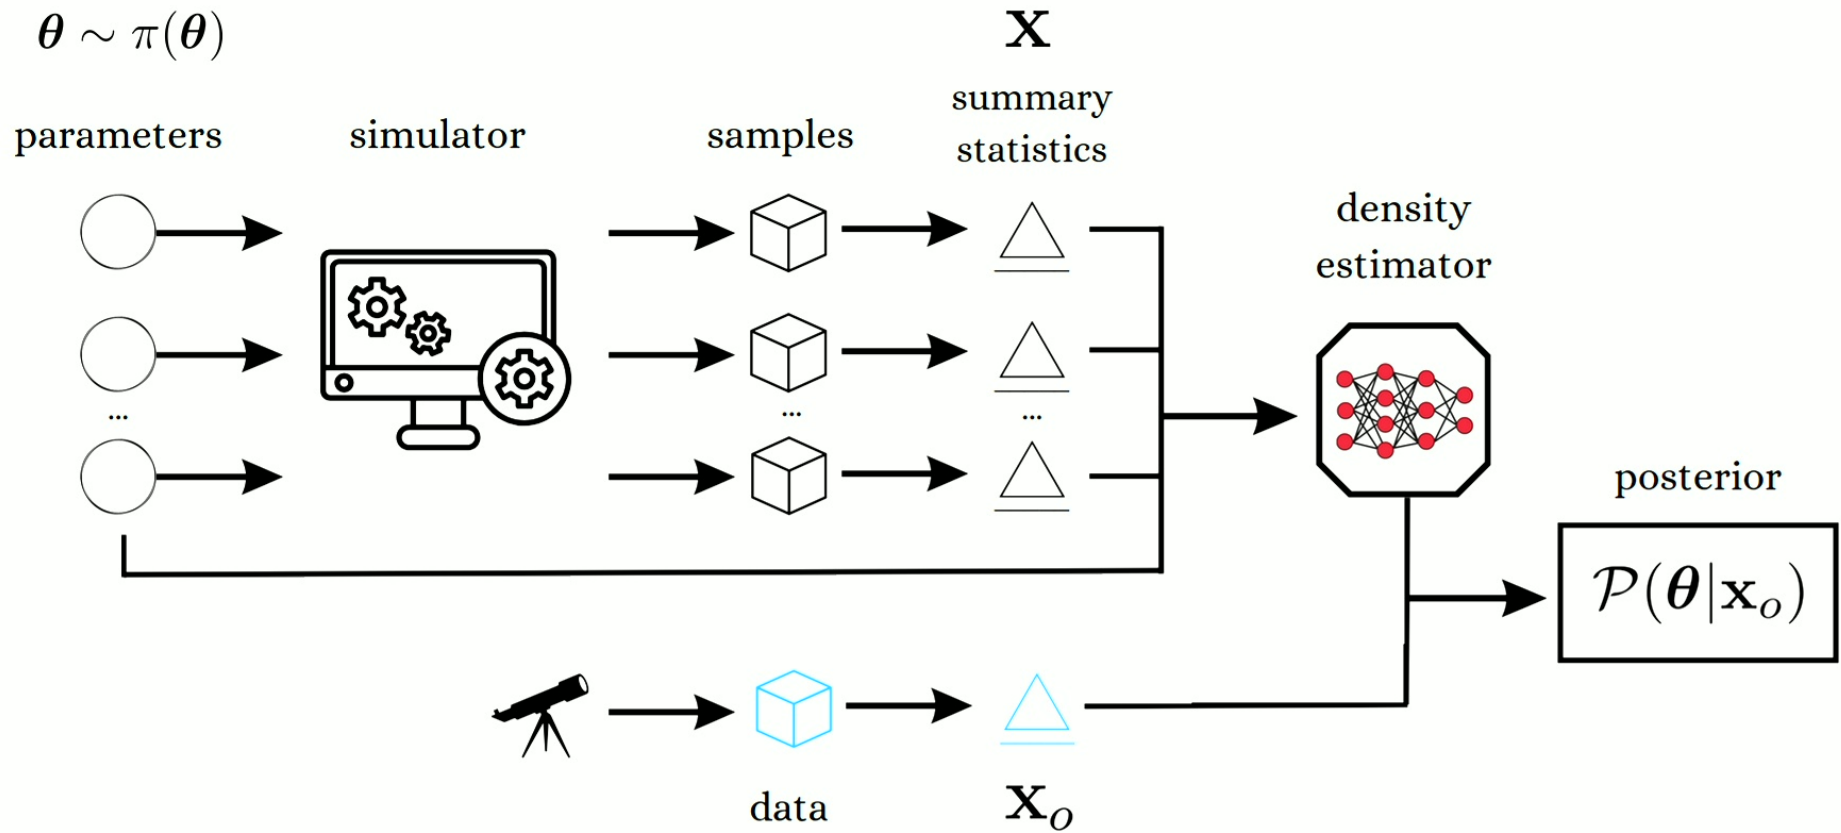 θ ~ π(θ)
X
parameters
simulator
samples
summary
statistics
density
estimator
...
...
...
posterior
𝒫(θ|xₒ)
data
xₒ